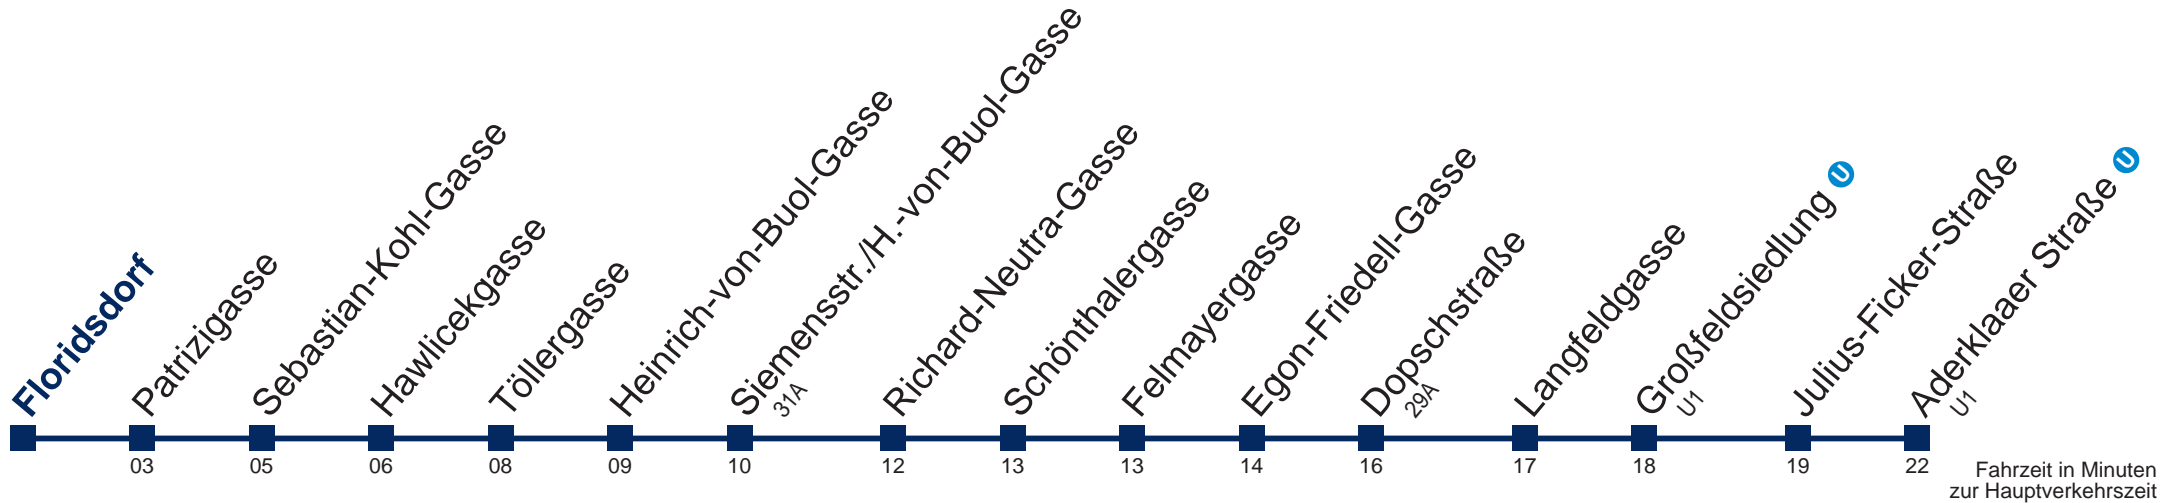 Floridsdorf
Patrizigasse
Sebastian-Kohl-Gasse
Hawlicekgasse
Töllergasse
Heinrich-von-Buol-Gasse
Siemensstr./H.-von-Buol-Gasse
31A
Richard-Neutra-Gasse
Schönthalergasse
Felmayergasse
Egon-Friedell-Gasse
Dopschstraße
29A
Langfeldgasse
Großfeldsiedlung U
U1
Julius-Ficker-Straße
Aderklaaer Straße U
U1
03 05 06 08 09 10 12 13 13 14 16 17 18 19 22
Fahrzeit in Minuten
zur Hauptverkehrszeit